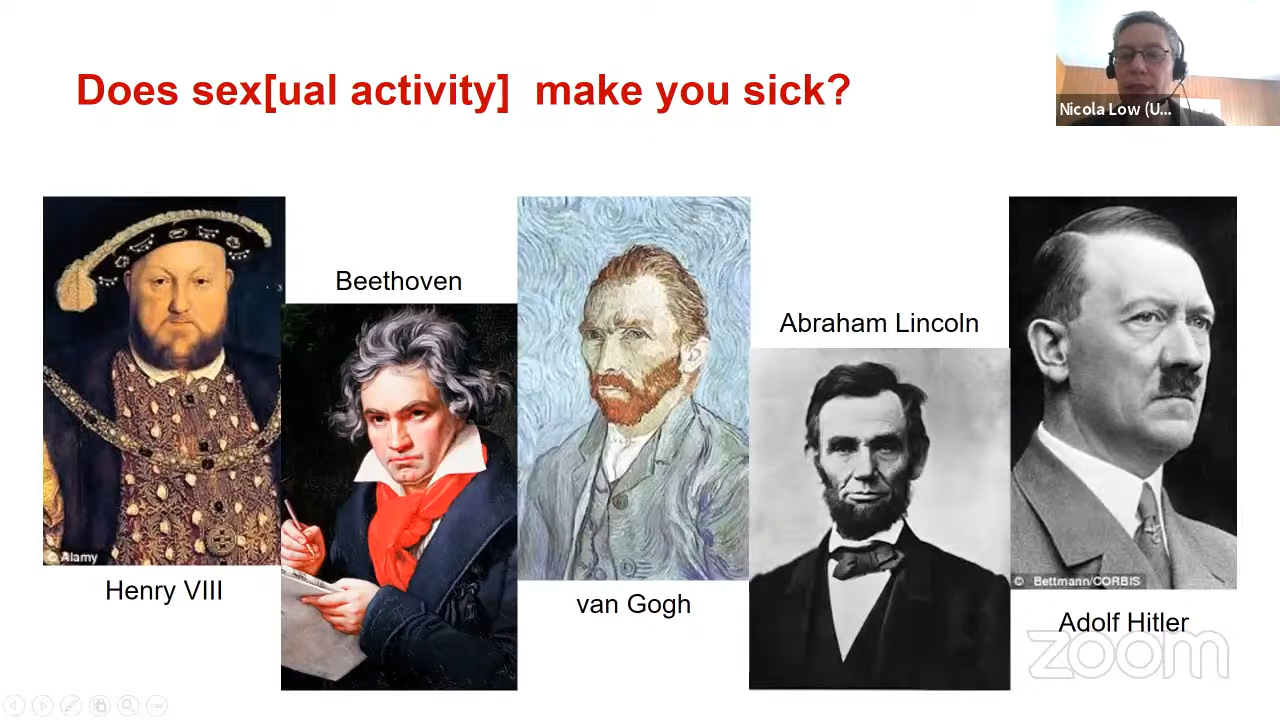 Does sex[ual activity] make you sick?
Nicola Low (U...
Beethoven
Abraham Lincoln
© Alamy
Henry VIII
van Gogh
© Bettmann/CORBIS
Adolf Hitler
zoom